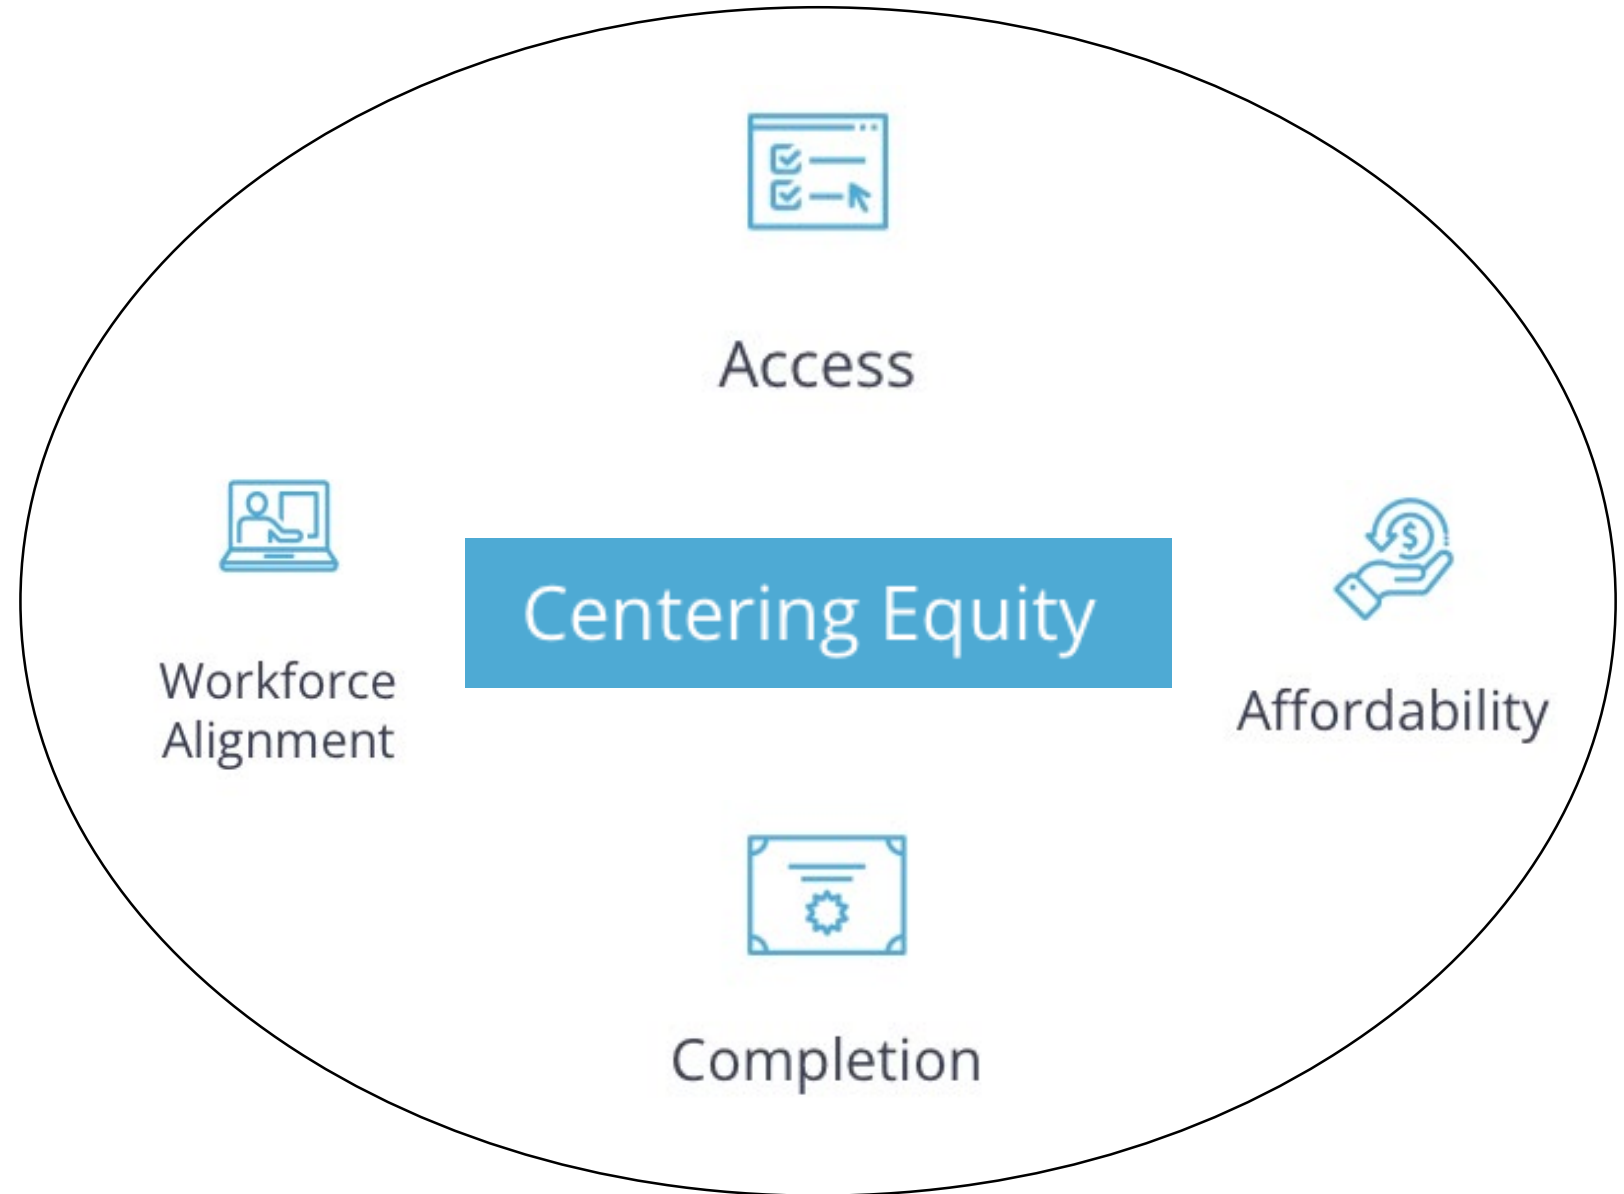 Access
Workforce
Alignment
Centering Equity
Affordability
Completion